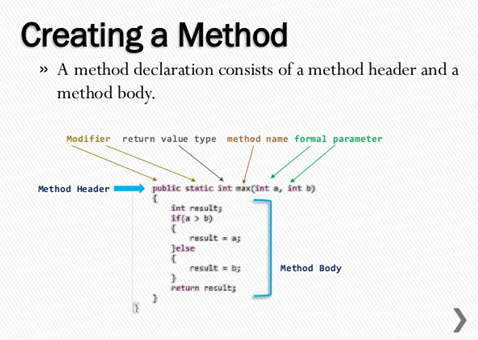 Creating a Method
» A method declaration consists of a method header and a
method body.
Modifier return value type method name formal parameter
Method Header public static int max(int a, int b)
{
int result;
if(a > b)
{
result = a;
}else
{
result = b;
}
return result;
}
}
Method Body